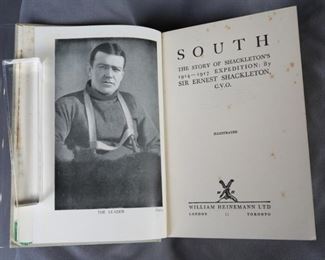 THE LEADER
SOUTH
THE STORY OF SHACKLETON'S
1914–1917 EXPEDITION: By
SIR ERNEST SHACKLETON,
C.V.O.
ILLUSTRATED
WILLIAM HEINEMANN LTD
LONDON :: TORONTO